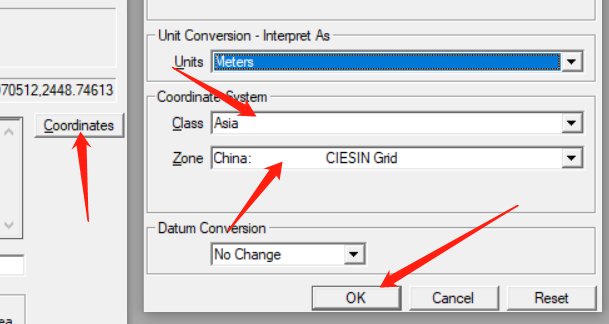 Unit Conversion - Interpret As
Units Meters
070512,2448.74613
Coordinate System
Class Asia
Coordinates
Zone China: CIESIN Grid
Datum Conversion
No Change
OK Cancel Reset